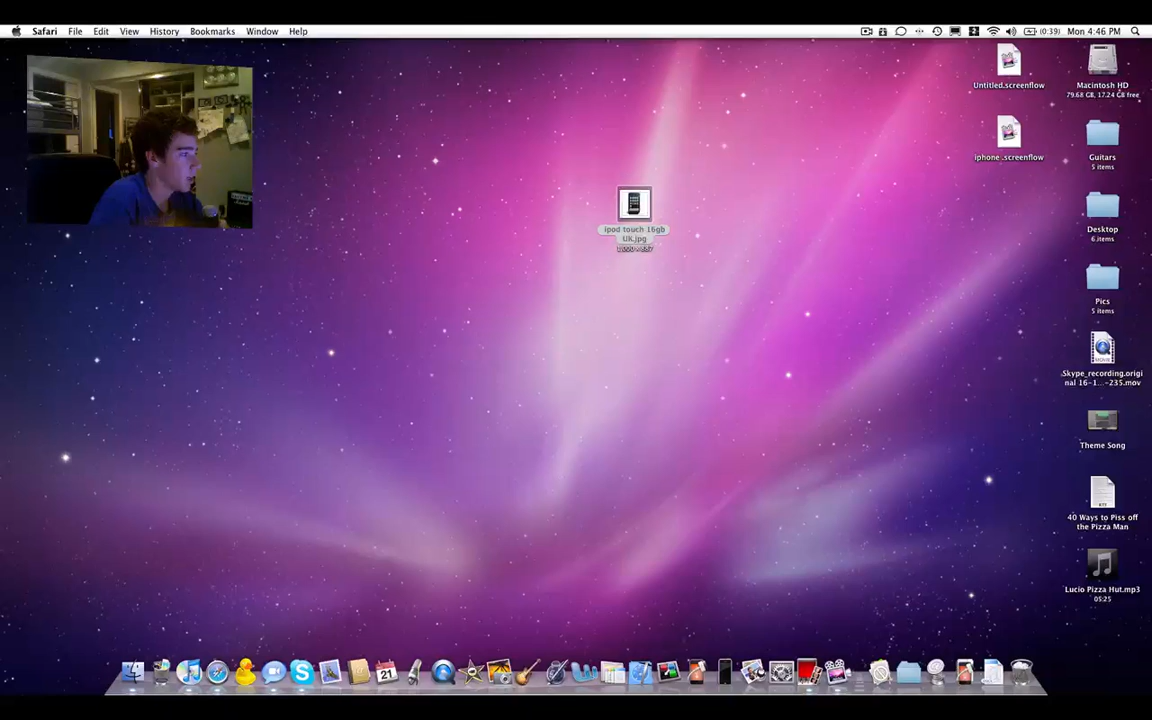 Safari File Edit View History Bookmarks Window Help
(0:39) Mon 4:46 PM
Untitled.screenflow
Macintosh HD
79.68 GB, 17.24 GB free
iphone .screenflow
Guitars
5 items
ipod touch 16gb
UK.jpg
Desktop
6 items
Pics
5 items
MOVIE
Skype_recording.origi
nal 16-1...-235.mov
Theme Song
40 Ways to Piss off
the Pizza Man
Lucio Pizza Hut.mp3
05:25
21